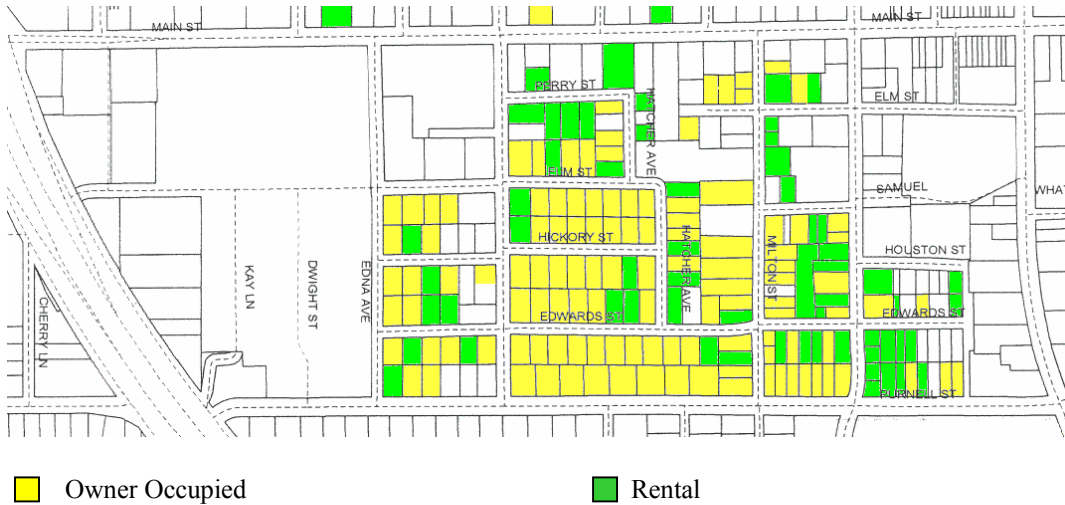 MAIN ST
MAIN ST
PERRY ST
HATCHER AVE
ELM ST
ELM ST
SAMUEL
WHAT
HICKORY ST
HATCHER AVE
MILTON ST
HOUSTON ST
KAY LN
DWIGHT ST
EDNA AVE
CHERRY LN
EDWARDS ST
EDWARDS ST
PURNELL ST
Owner Occupied
Rental